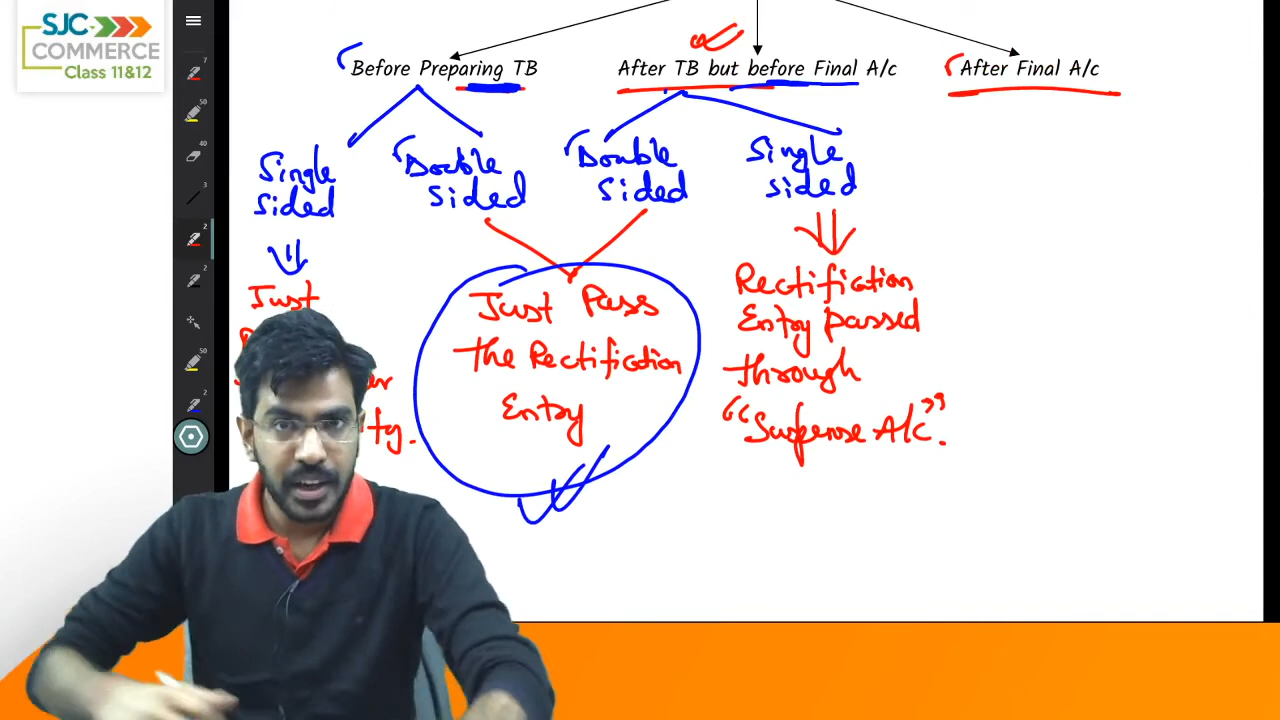 SJC
COMMERCE
Class 11&12
Before Preparing TB
After TB but before Final A/c
After Final A/c
Single
sided
Double
Sided
Double
Sided
Single
sided
Just
Just Pass
The Rectification
Entry
Rectification
Entry passed
through
"Suspense A/c".